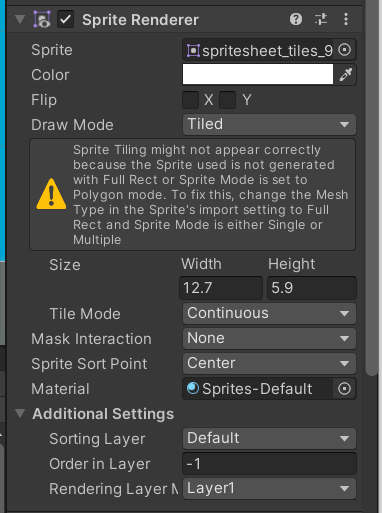 Sprite Renderer
Sprite spritesheet_tiles_9
Color
Flip X Y
Draw Mode Tiled
Sprite Tiling might not appear correctly
because the Sprite used is not generated
with Full Rect or Sprite Mode is set to
Polygon mode. To fix this, change the Mesh
Type in the Sprite's import setting to Full
Rect and Sprite Mode is either Single or
Multiple
Size Width Height
12.7 5.9
Tile Mode Continuous
Mask Interaction None
Sprite Sort Point Center
Material Sprites-Default
Additional Settings
Sorting Layer Default
Order in Layer -1
Rendering Layer M Layer1